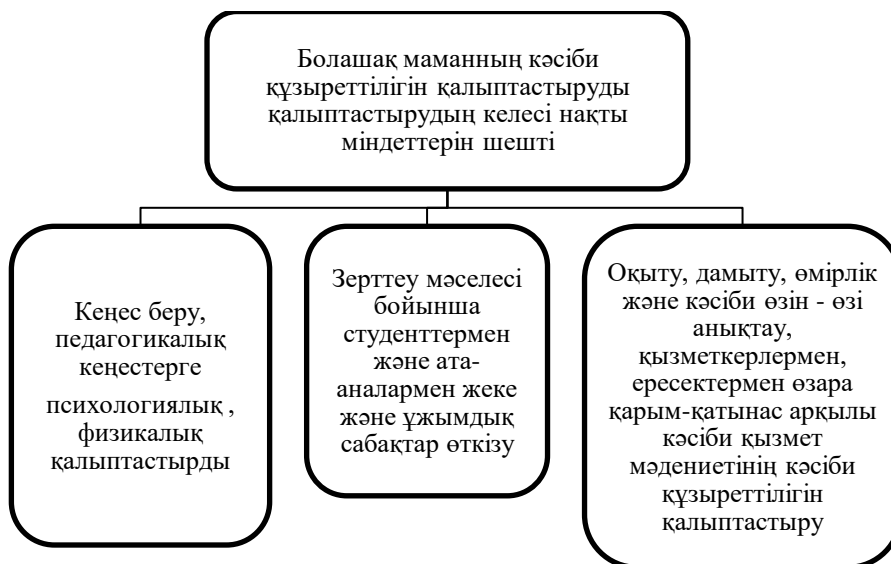 Болашақ маманның кәсіби
құзыреттілігін қалыптастыруды
қалыптастырудың келесі нақты
міндеттерін шешті
Кеңес беру,
педагогикалық
кеңестерге
психологиялық ,
физикалық
қалыптастырды
Зерттеу мәселесі
бойынша
студенттермен
және ата-
аналармен жеке
және ұжымдық
сабақтар өткізу
Оқыту, дамыту, өмірлік
және кәсіби өзін - өзі
анықтау,
қызметкерлермен,
ересектермен өзара
қарым-қатынас арқылы
кәсіби қызмет
мәдениетінің кәсіби
құзыреттілігін
қалыптастыру